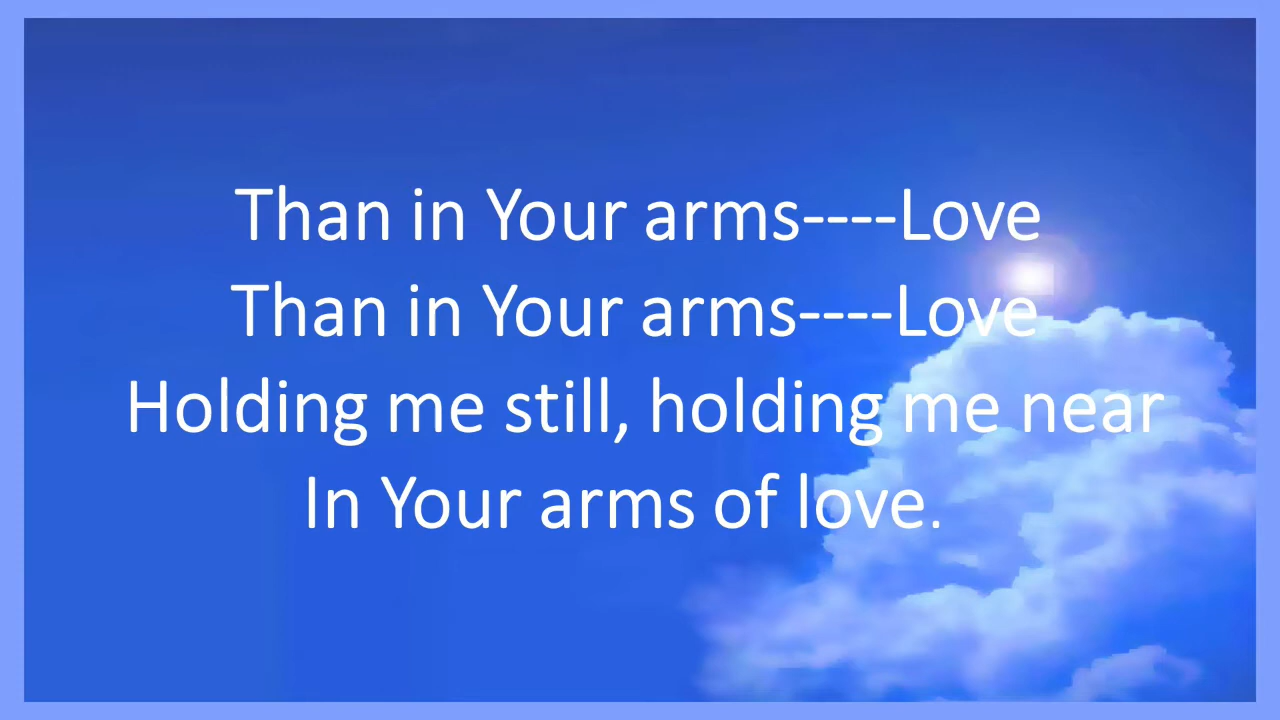 Than in Your arms----Love
Than in Your arms----Love
Holding me still, holding me near
In Your arms of love.